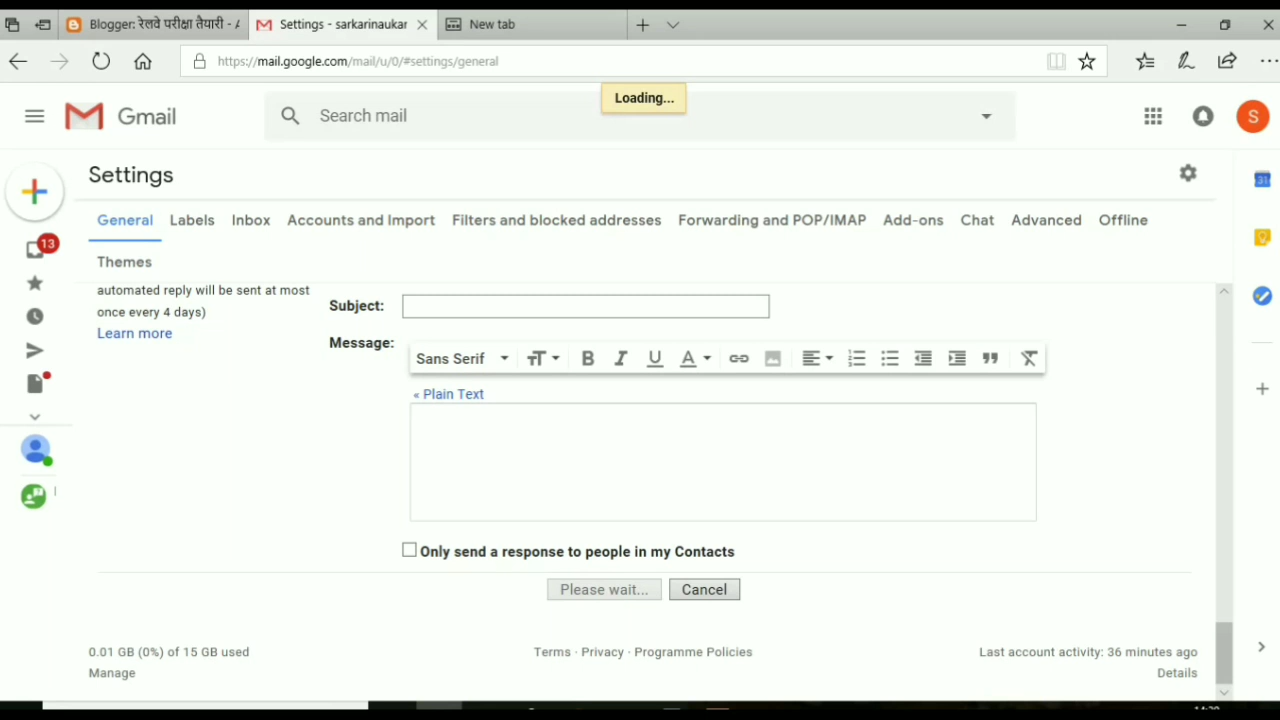 Blogger: रेलवे परीक्षा तैयारी -
Settings - sarkarinaukar
New tab
https://mail.google.com/mail/u/0/#settings/general
Loading...
Gmail
Search mail
S
Settings
31
General Labels Inbox Accounts and Import Filters and blocked addresses Forwarding and POP/IMAP Add-ons Chat Advanced Offline
13
Themes
automated reply will be sent at most
once every 4 days)
Learn more
Subject:
Message:
Sans Serif
« Plain Text
Only send a response to people in my Contacts
Please wait... Cancel
0.01 GB (0%) of 15 GB used
Manage
Terms · Privacy · Programme Policies
Last account activity: 36 minutes ago
Details